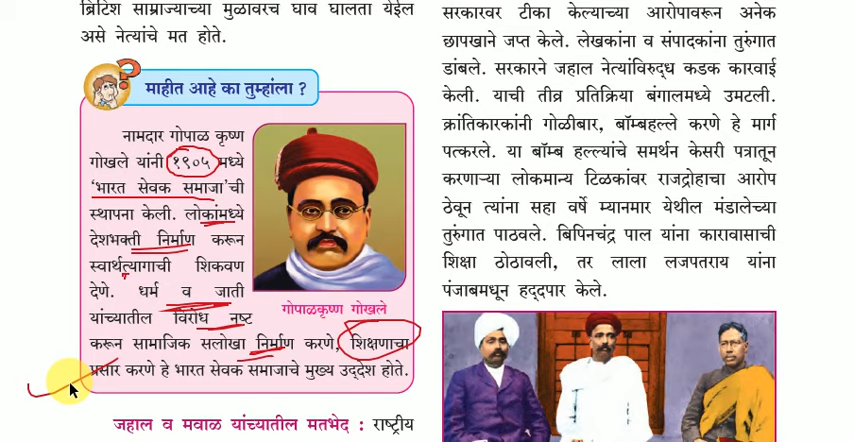 ब्रिटिश साम्राज्याच्या मुळावरच घाव घालता येईल
असे नेत्यांचे मत होते.
माहीत आहे का तुम्हांला ?
नामदार गोपाळ कृष्ण
गोखले यांनी १९०५ मध्ये
‘भारत सेवक समाजा’ची
स्थापना केली. लोकांमध्ये
देशभक्ती निर्माण करून
स्वार्थत्यागाची शिकवण
देणे. धर्म व जाती
यांच्यातील विरोध नष्ट
करून सामाजिक सलोखा निर्माण करणे, शिक्षणाचा
प्रसार करणे हे भारत सेवक समाजाचे मुख्य उद्देश होते.
गोपाळकृष्ण गोखले
जहाल व मवाळ यांच्यातील मतभेद : राष्ट्रीय
सरकारवर टीका केल्याच्या आरोपावरून अनेक
छापखाने जप्त केले. लेखकांना व संपादकांना तुरुंगात
डांबले. सरकारने जहाल नेत्यांविरुद्ध कडक कारवाई
केली. याची तीव्र प्रतिक्रिया बंगालमध्ये उमटली.
क्रांतिकारकांनी गोळीबार, बॉम्बहल्ले करणे हे मार्ग
पत्करले. या बॉम्ब हल्ल्यांचे समर्थन केसरी पत्रातून
करणाऱ्या लोकमान्य टिळकांवर राजद्रोहाचा आरोप
ठेवून त्यांना सहा वर्षे म्यानमार येथील मंडालेच्या
तुरुंगात पाठवले. बिपिनचंद्र पाल यांना कारावासाची
शिक्षा ठोठावली, तर लाला लजपतराय यांना
पंजाबमधून हद्दपार केले.